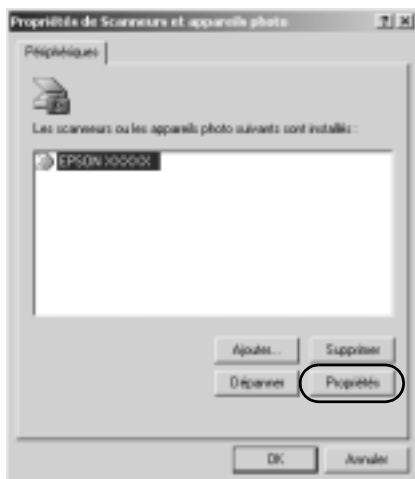 Propriétés de Scanneurs et appareils photo
Périphériques
Les scanneurs ou les appareils photo suivants sont installés :
EPSON XXXXX
Ajouter... Supprimer
Dépanner Propriétés
OK Annuler